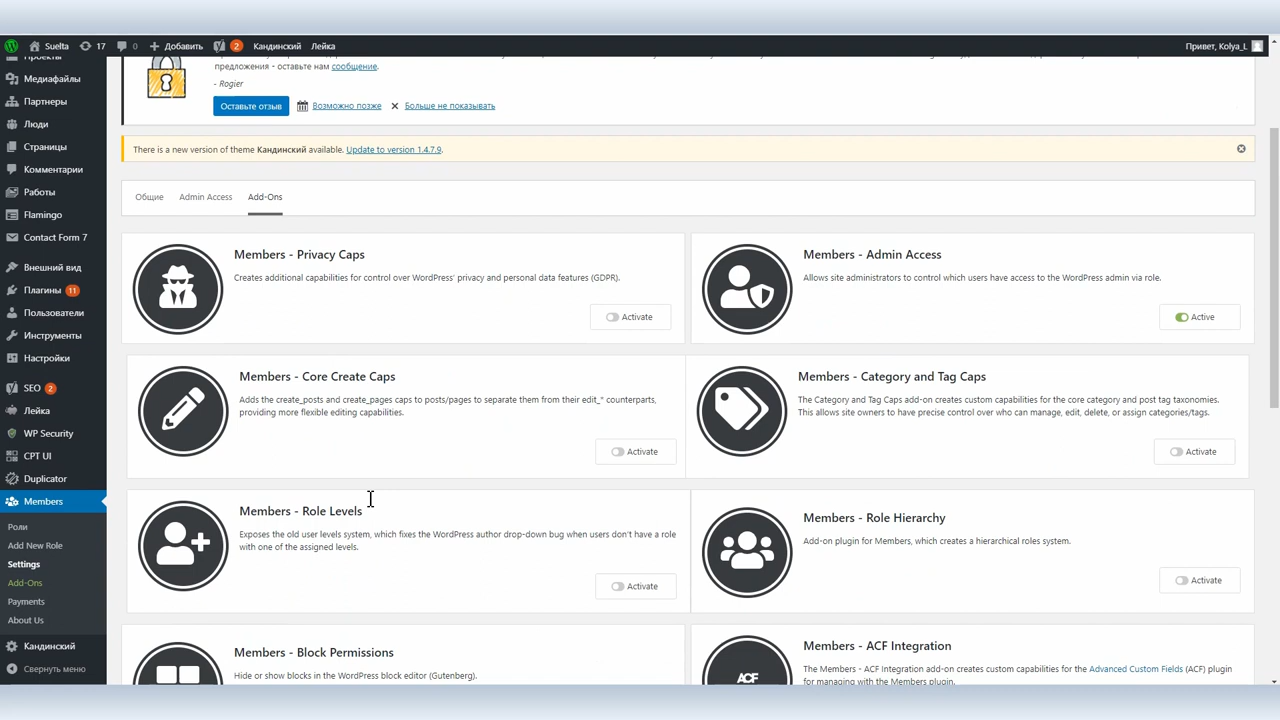 Suelta
17
0
Добавить
2
Кандинский
Лейка
Привет, Kolya_L
Проекты
Медиафайлы
Партнеры
Люди
Страницы
Комментарии
Работы
Flamingo
Contact Form 7
Внешний вид
Плагины 11
Пользователи
Инструменты
Настройки
SEO 2
Лейка
WP Security
CPT UI
Duplicator
Members
Роли
Add New Role
Settings
Add-Ons
Payments
About Us
Кандинский
Свернуть меню
предложения - оставьте нам сообщение.
- Rogier
Оставьте отзыв
Возможно позже
Больше не показывать
There is a new version of theme Кандинский available. Update to version 1.4.7.9.
Общие
Admin Access
Add-Ons
Members - Privacy Caps
Creates additional capabilities for control over WordPress' privacy and personal data features (GDPR).
Activate
Members - Admin Access
Allows site administrators to control which users have access to the WordPress admin via role.
Active
Members - Core Create Caps
Adds the create_posts and create_pages caps to posts/pages to separate them from their edit_* counterparts,
providing more flexible editing capabilities.
Activate
Members - Category and Tag Caps
The Category and Tag Caps add-on creates custom capabilities for the core category and post tag taxonomies.
This allows site owners to have precise control over who can manage, edit, delete, or assign categories/tags.
Activate
Members - Role Levels
Exposes the old user levels system, which fixes the WordPress author drop-down bug when users don't have a role
with one of the assigned levels.
Activate
Members - Role Hierarchy
Add-on plugin for Members, which creates a hierarchical roles system.
Activate
Members - Block Permissions
Hide or show blocks in the WordPress block editor (Gutenberg).
ACF
Members - ACF Integration
The Members - ACF Integration add-on creates custom capabilities for the Advanced Custom Fields (ACF) plugin
for managing with the Members plugin.